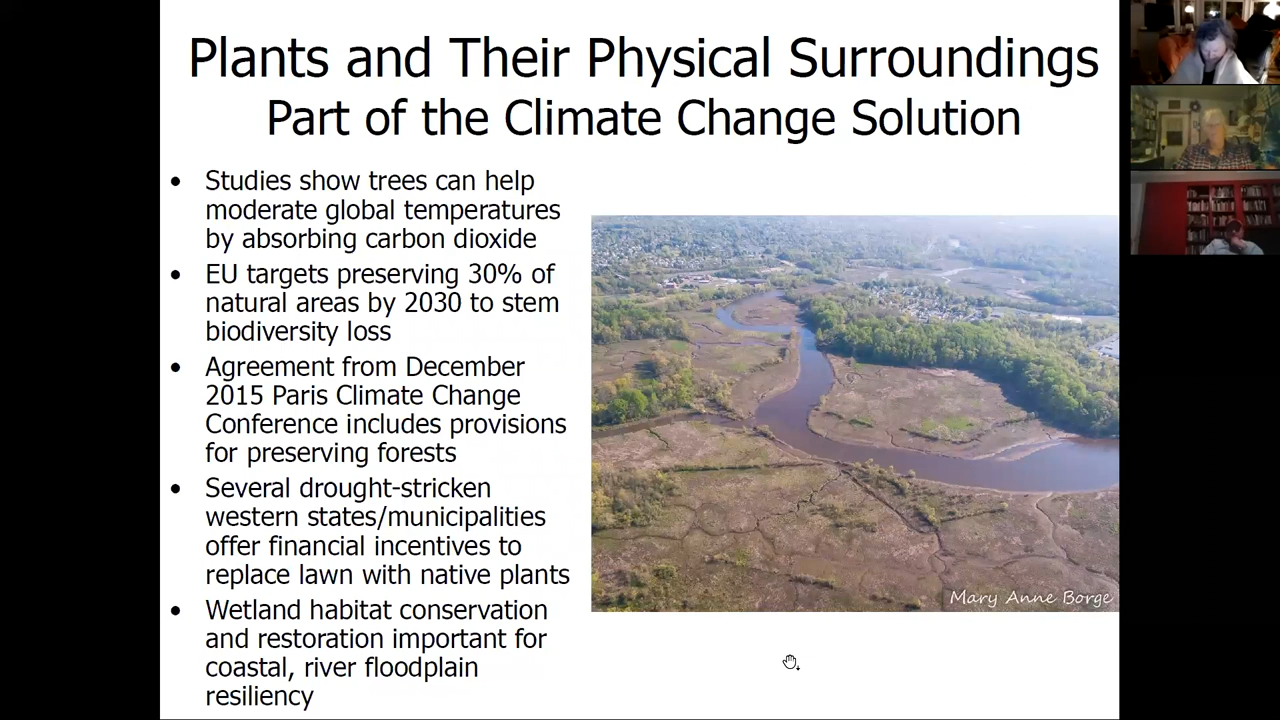 Plants and Their Physical Surroundings
Part of the Climate Change Solution
• Studies show trees can help
moderate global temperatures
by absorbing carbon dioxide
• EU targets preserving 30% of
natural areas by 2030 to stem
biodiversity loss
• Agreement from December
2015 Paris Climate Change
Conference includes provisions
for preserving forests
• Several drought-stricken
western states/municipalities
offer financial incentives to
replace lawn with native plants
• Wetland habitat conservation
and restoration important for
coastal, river floodplain
resiliency
Mary Anne Borge